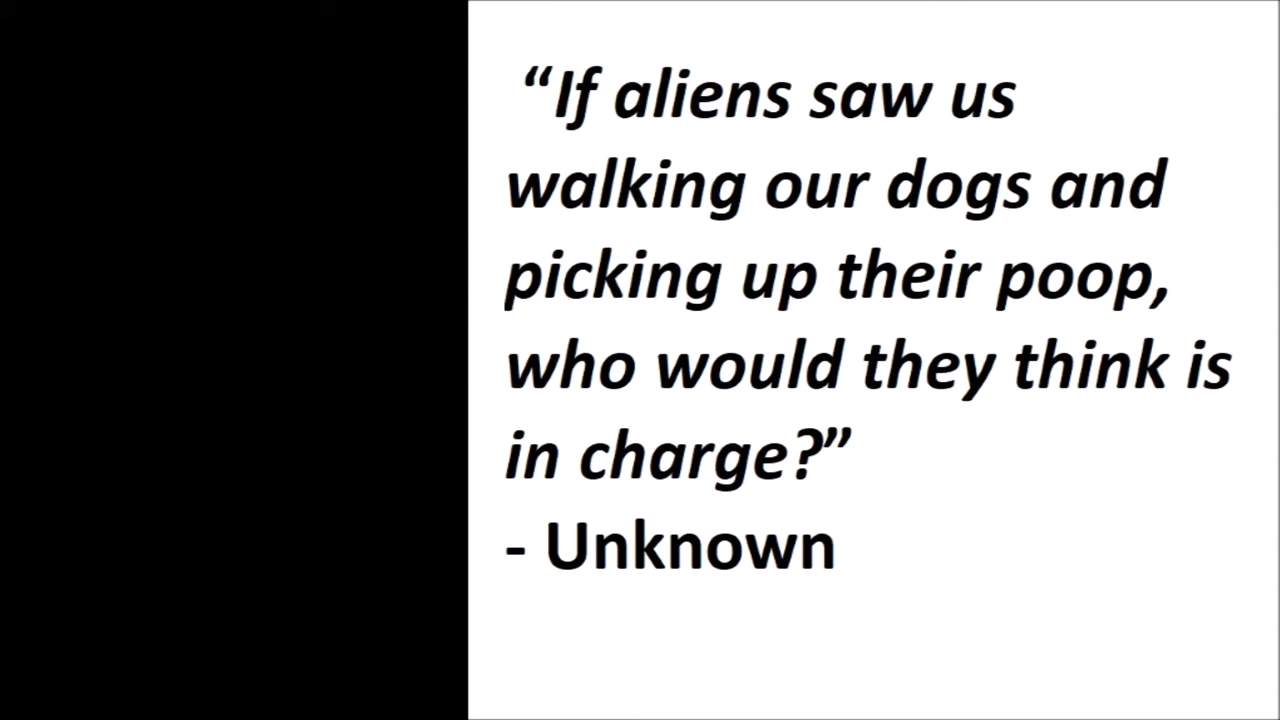 “If aliens saw us
walking our dogs and
picking up their poop,
who would they think is
in charge?”
- Unknown